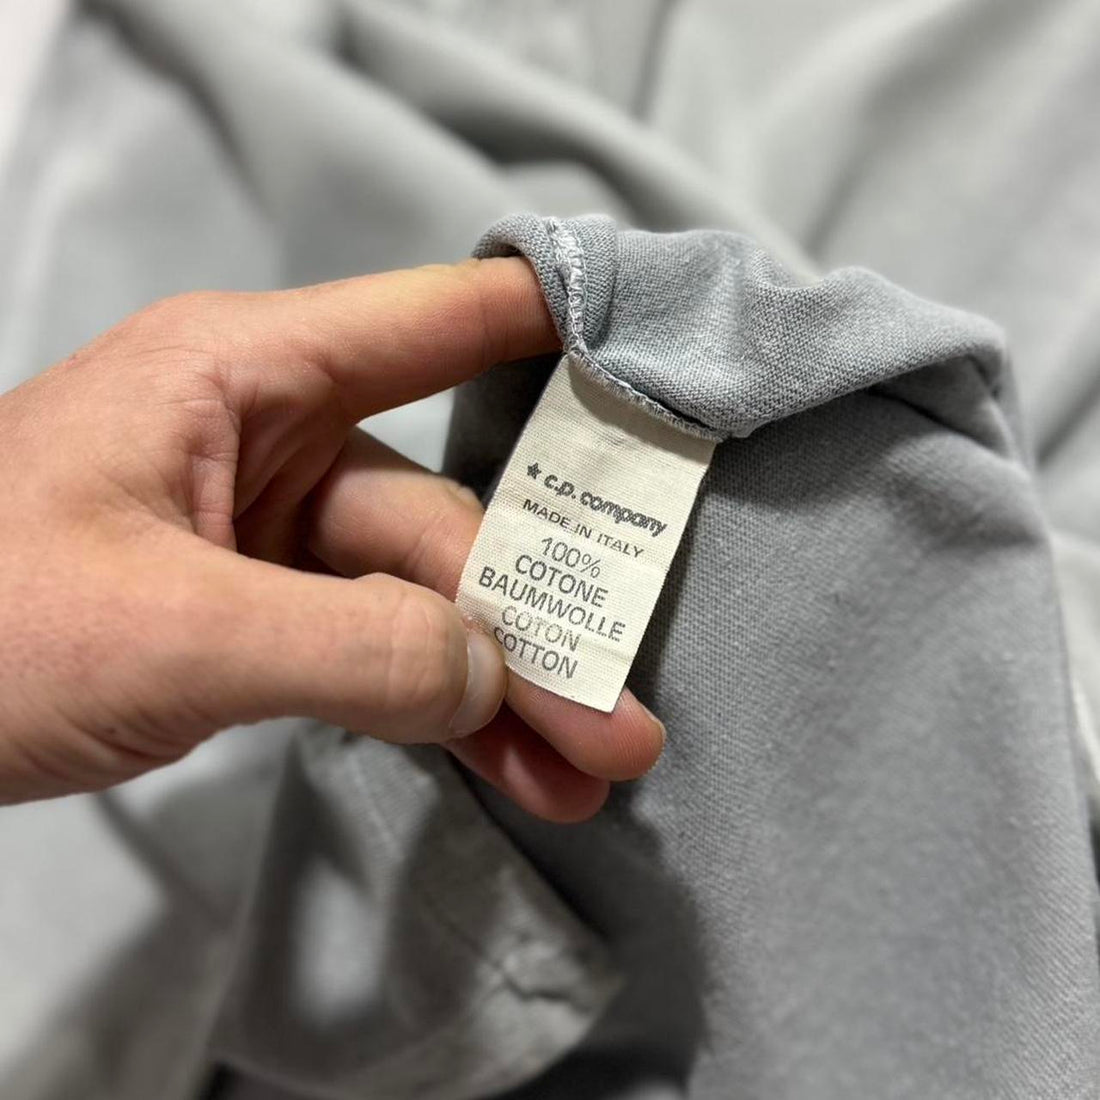 ★ c.p. company
MADE IN ITALY
100%
COTONE
BAUMWOLLE
COTON
COTTON